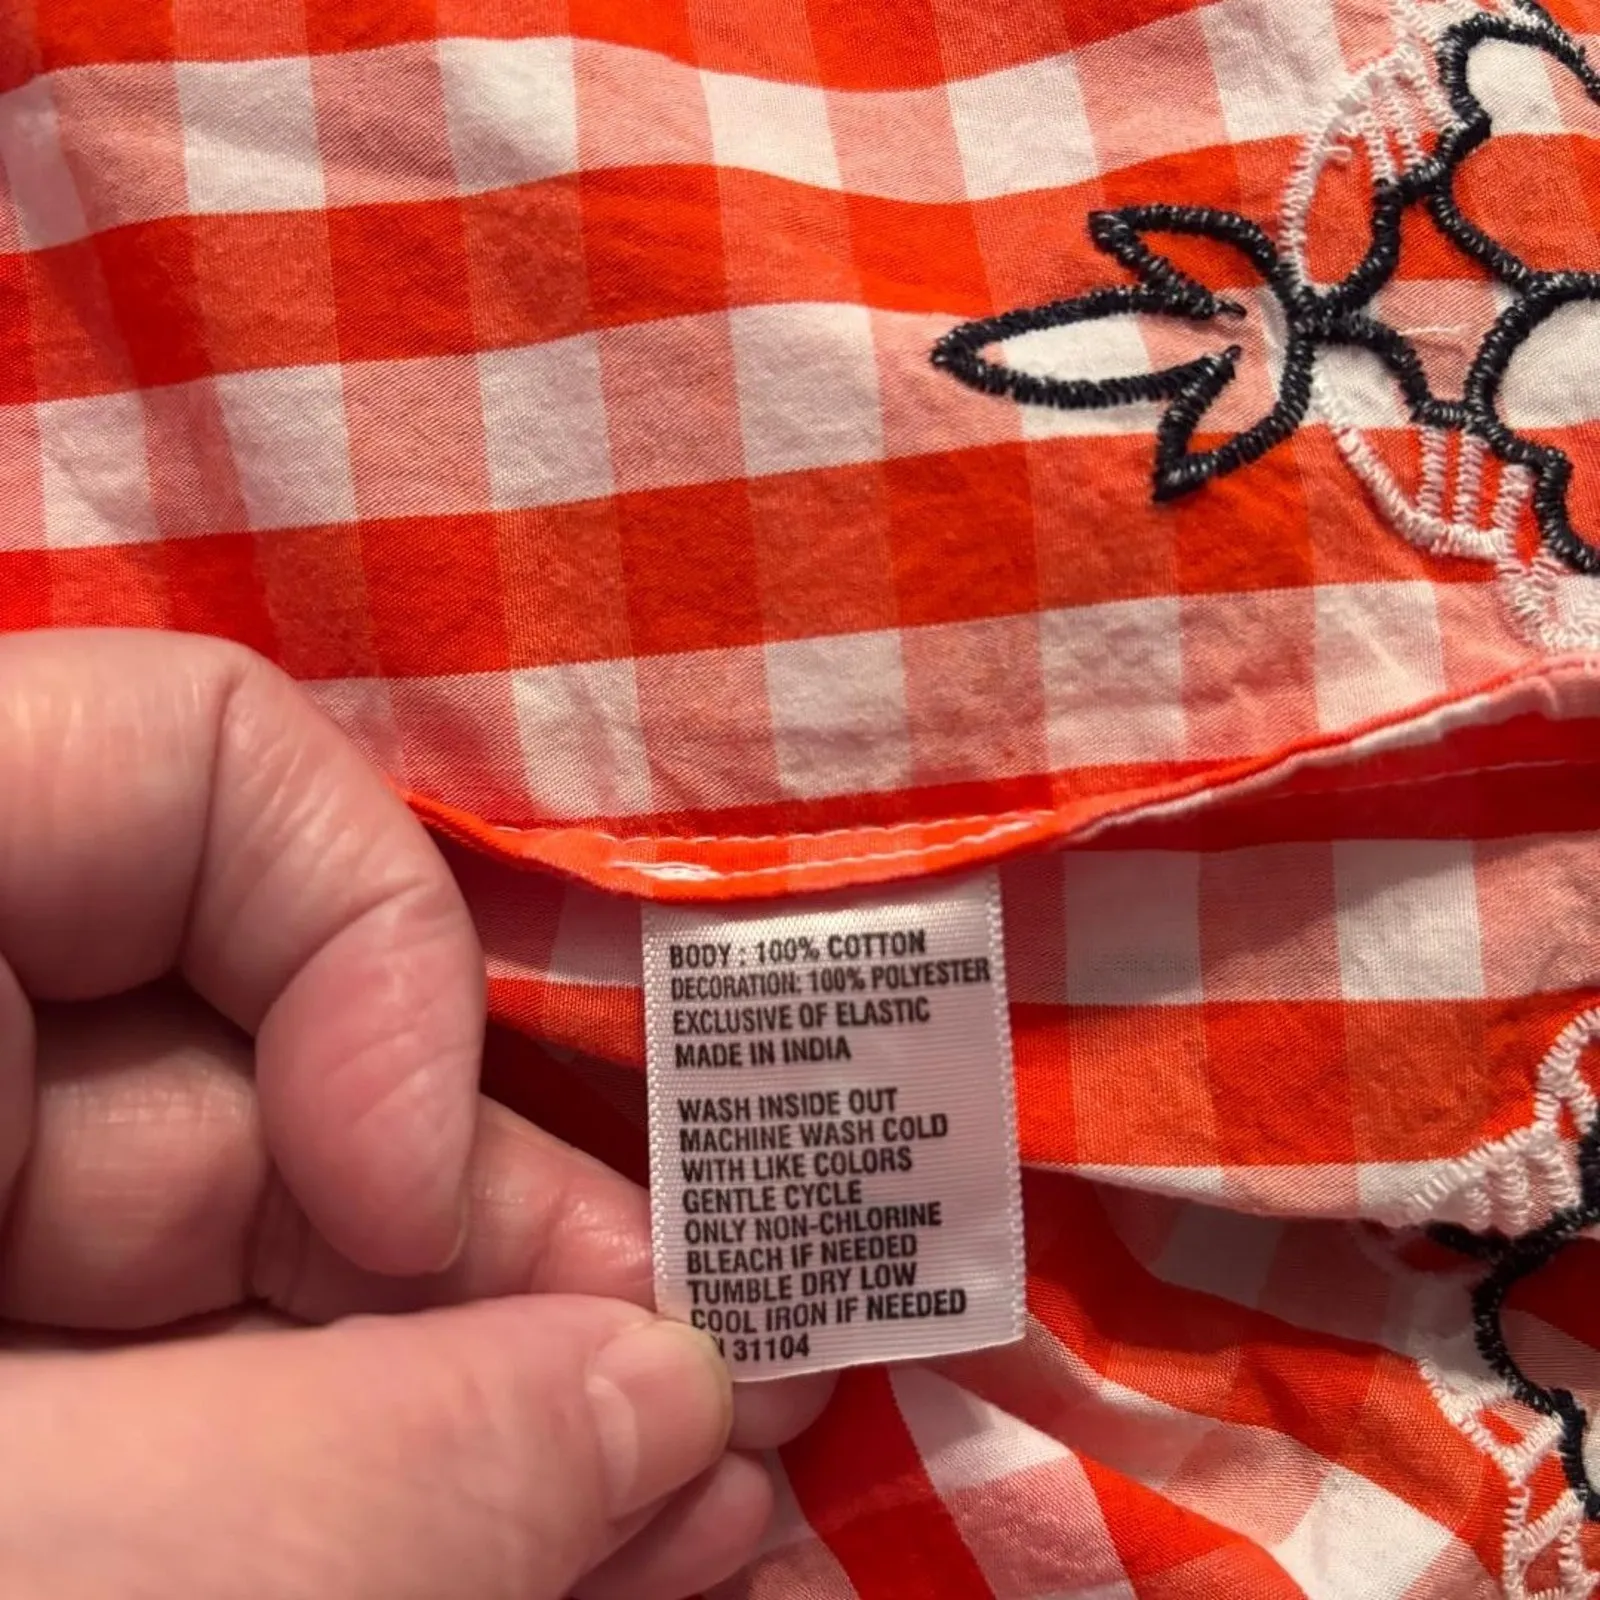 BODY : 100% COTTON
DECORATION: 100% POLYESTER
EXCLUSIVE OF ELASTIC
MADE IN INDIA
WASH INSIDE OUT
MACHINE WASH COLD
WITH LIKE COLORS
GENTLE CYCLE
ONLY NON-CHLORINE
BLEACH IF NEEDED
TUMBLE DRY LOW
COOL IRON IF NEEDED
31104